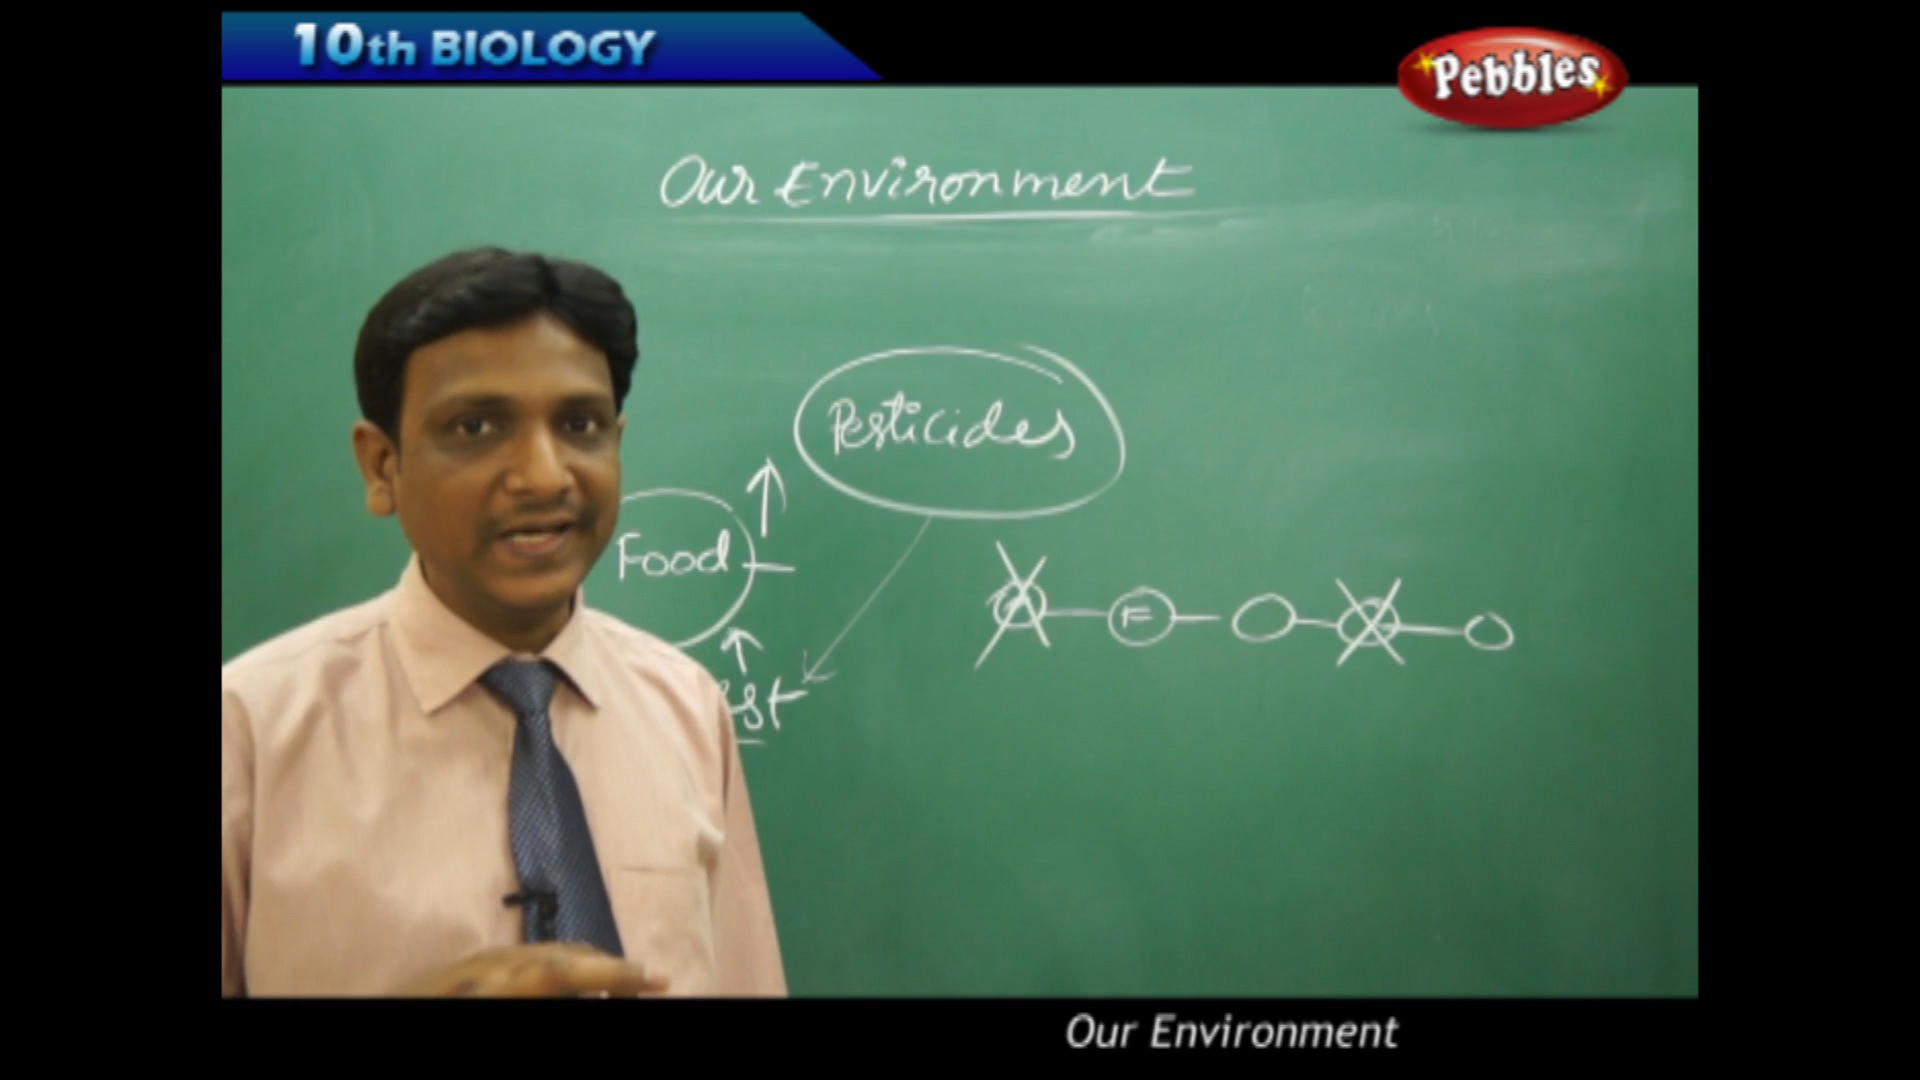 10th BIOLOGY
Pebbles
Our Environment
Pesticides
Food
F
Our Environment